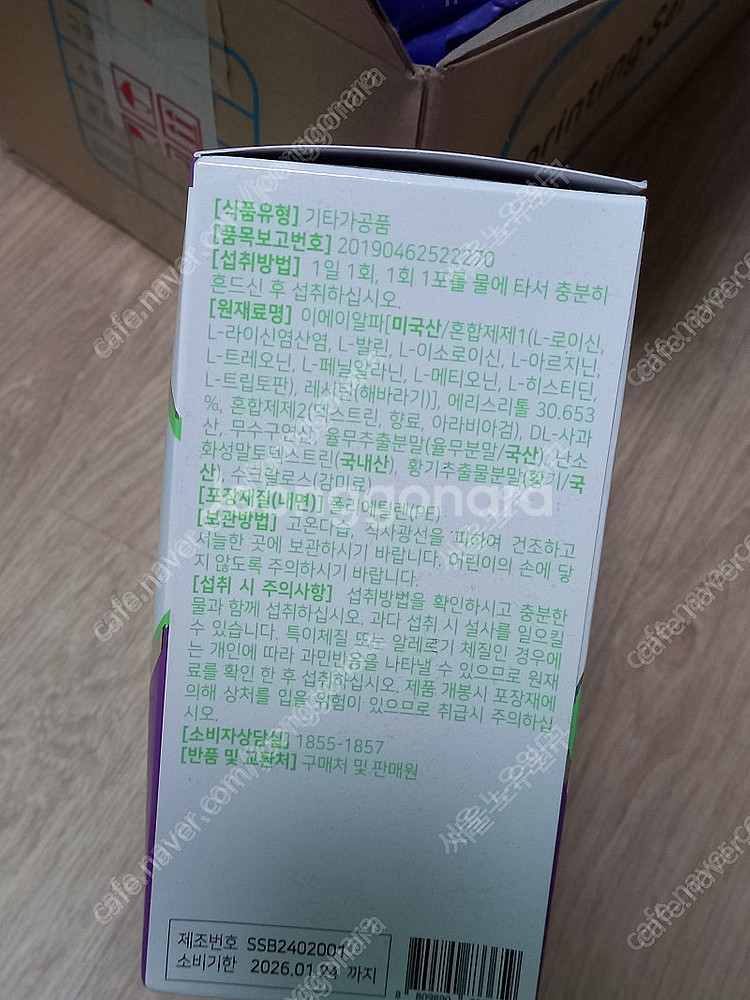 printing So
[식품유형] 기타가공품
[품목보고번호] 20190462522220
[섭취방법] 1일 1회, 1회 1포를 물에 타서 충분히
흔드신 후 섭취하십시오.
[원재료명] 이에이알파[미국산/혼합제제1(L-로이신,
L-라이신염산염, L-발린, L-이소로이신, L-아르지닌,
L-트레오닌, L-페닐알라닌, L-메티오닌, L-히스티딘,
L-트립토판), 레시틴(해바라기)], 에리스리톨 30.653
%, 혼합제제2(덱스트린, 향료, 아라비아검), DL-사과
산, 무수구연산, 율무추출분말(율무분말/국산), 난소
화성말토덱스트린(국내산), 황기추출물분말(황기/국
산), 수크랄로스(감미료)
[포장재질(내면)] 폴리에틸렌(PE)
[보관방법] 고온다습, 직사광선을 피하여 건조하고
서늘한 곳에 보관하시기 바랍니다. 어린이의 손에 닿
지 않도록 주의하시기 바랍니다.
[섭취 시 주의사항] 섭취방법을 확인하시고 충분한
물과 함께 섭취하십시오. 과다 섭취 시 설사를 일으킬
수 있습니다. 특이체질 또는 알레르기 체질인 경우에
는 개인에 따라 과민반응을 나타낼 수 있으므로 원재
료를 확인 한 후 섭취하십시오. 제품 개봉시 포장재에
의해 상처를 입을 위험이 있으므로 취급시 주의하십
시오.
[소비자상담실] 1855-1857
[반품 및 교환처] 구매처 및 판매원
제조번호 SSB2402001
소비기한 2026.01.24 까지
8 809890
joonggonara
cafe.naver.com/joonggonara